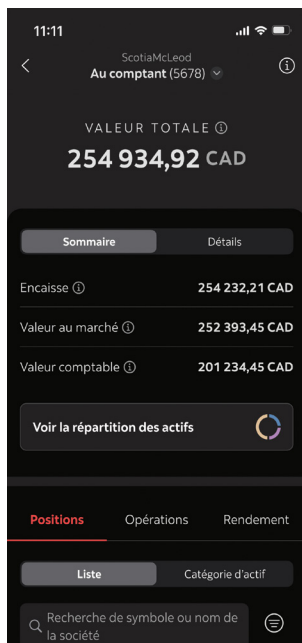 11:11
ScotiaMcLeod
Au comptant (5678)
VALEUR TOTALE
254 934,92 CAD
Sommaire
Détails
Encaisse
254 232,21 CAD
Valeur au marché
252 393,45 CAD
Valeur comptable
201 234,45 CAD
Voir la répartition des actifs
Positions
Opérations
Rendement
Liste
Catégorie d'actif
Recherche de symbole ou nom de
la société